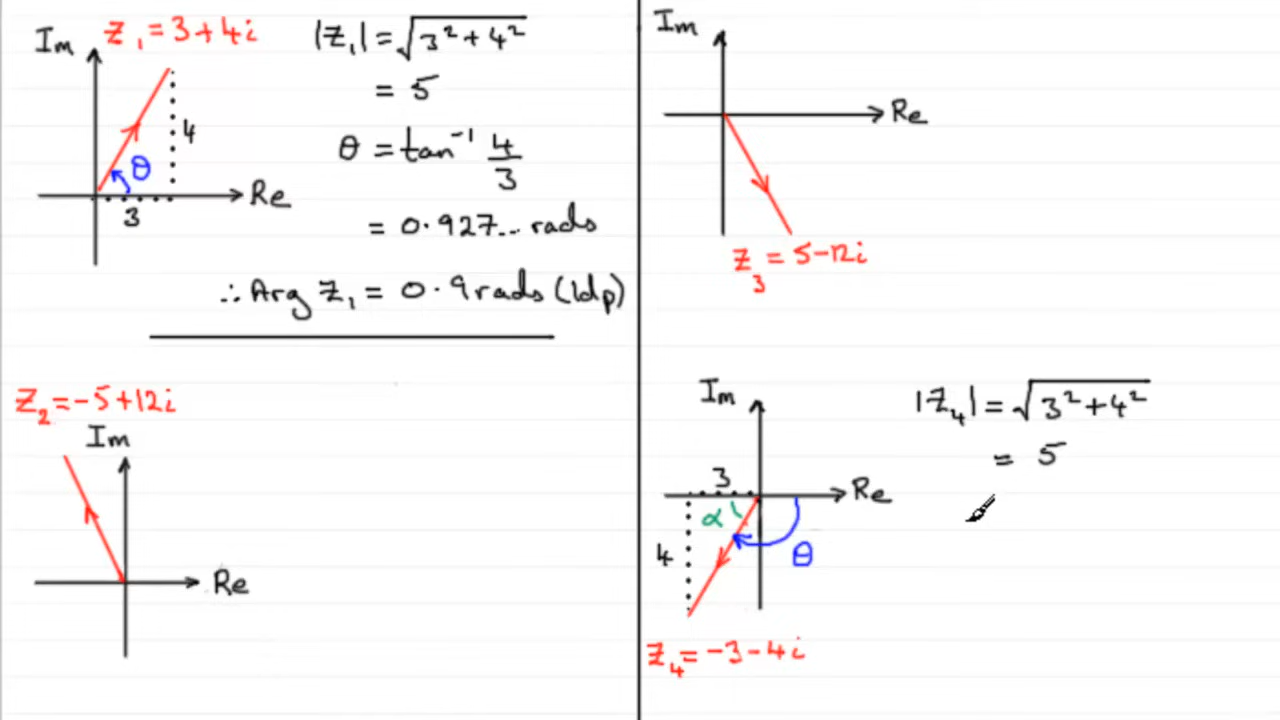 Im
z₁ = 3 + 4i
4
θ
3
Re
|z₁| = √(3² + 4²)
= 5
θ = tan⁻¹ 4/3
= 0.927... rads
∴ Arg z₁ = 0.9 rads (1dp)
z₂ = -5 + 12i
Im
Re
Im
Re
z₃ = 5 - 12i
Im
3
Re
α
4
θ
z₄ = -3 - 4i
|z₄| = √(3² + 4²)
= 5